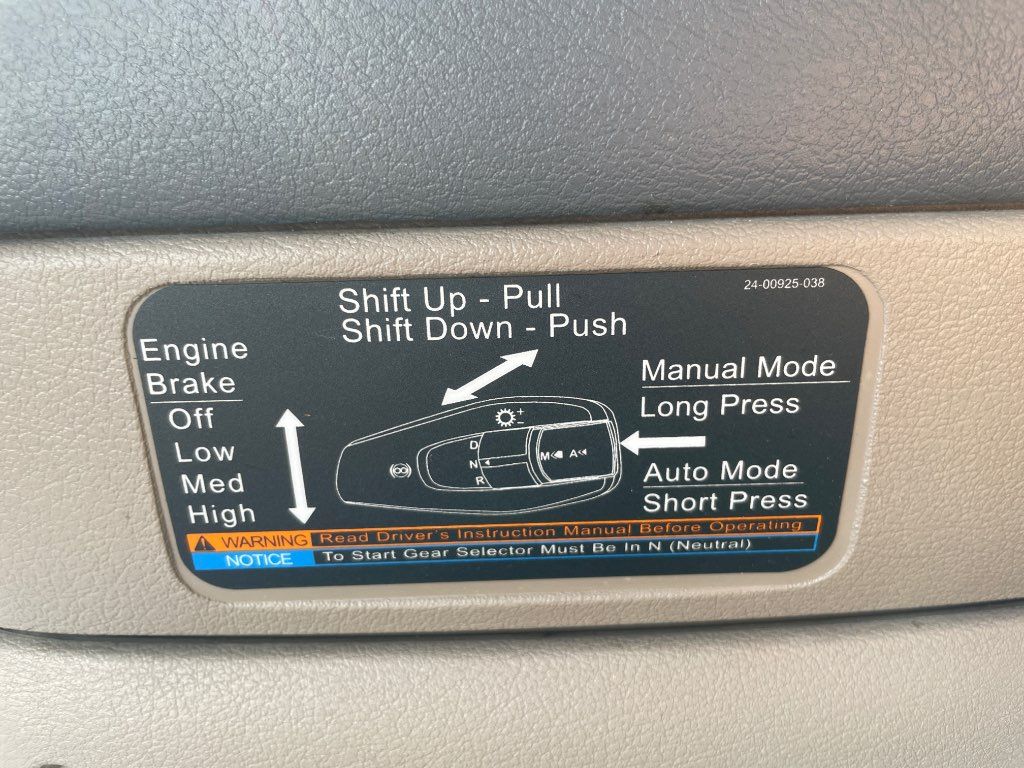 24-00925-038
Shift Up - Pull
Shift Down - Push
Engine
Brake
Off
Low
Med
High
Manual Mode
Long Press
Auto Mode
Short Press
+
-
D
N
R
M A
WARNING Read Driver's Instruction Manual Before Operating
NOTICE To Start Gear Selector Must Be In N (Neutral)